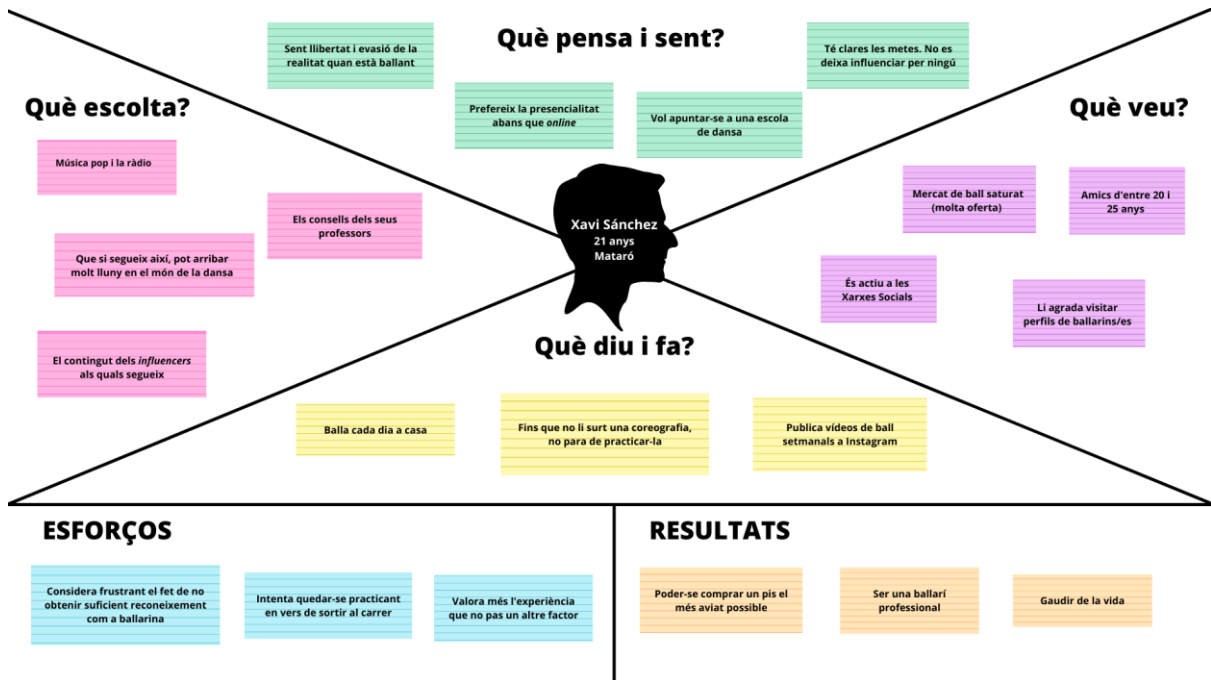 Què pensa i sent?
Sent llibertat i evasió de la
realitat quan està ballant
Prefereix la presencialitat
abans que online
Vol apuntar-se a una escola
de dansa
Té clares les metes. No es
deixa influenciar per ningú
Què escolta?
Música pop i la ràdio
Els consells dels seus
professors
Que si segueix així, pot arribar
molt lluny en el món de la dansa
El contingut dels influencers
als quals segueix
Xavi Sánchez
21 anys
Mataró
Què veu?
Mercat de ball saturat
(molta oferta)
Amics d'entre 20 i
25 anys
És actiu a les
Xarxes Socials
Li agrada visitar
perfils de ballarins/es
Què diu i fa?
Balla cada dia a casa
Fins que no li surt una coreografia,
no para de practicar-la
Publica vídeos de ball
setmanals a Instagram
ESFORÇOS
Considera frustrant el fet de no
obtenir suficient reconeixement
com a ballarina
Intenta quedar-se practicant
en vers de sortir al carrer
Valora més l'experiència
que no pas un altre factor
RESULTATS
Poder-se comprar un pis el
més aviat possible
Ser una ballarí
professional
Gaudir de la vida